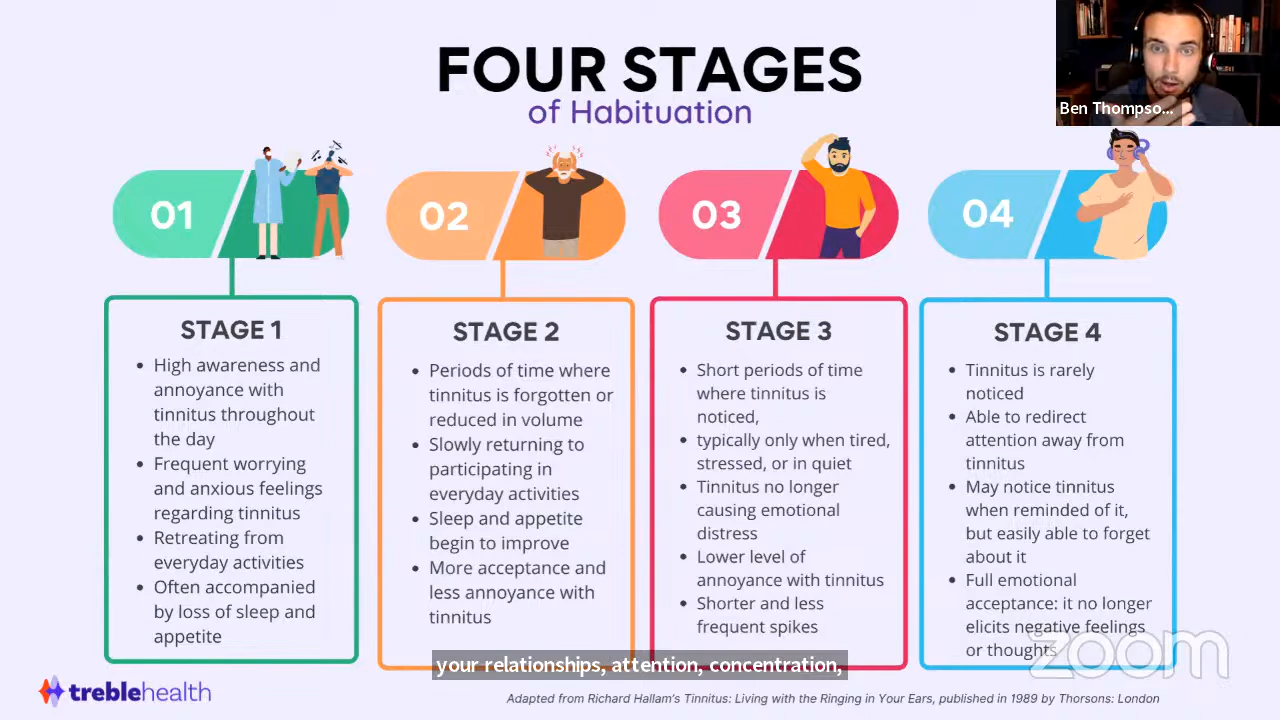 FOUR STAGES
of Habituation
Ben Thompso...
01
02
03
04
STAGE 1
• High awareness and
annoyance with
tinnitus throughout
the day
• Frequent worrying
and anxious feelings
regarding tinnitus
• Retreating from
everyday activities
• Often accompanied
by loss of sleep and
appetite
STAGE 2
• Periods of time where
tinnitus is forgotten or
reduced in volume
• Slowly returning to
participating in
everyday activities
• Sleep and appetite
begin to improve
• More acceptance and
less annoyance with
tinnitus
STAGE 3
• Short periods of time
where tinnitus is
noticed,
• typically only when tired,
stressed, or in quiet
• Tinnitus no longer
causing emotional
distress
• Lower level of
annoyance with tinnitus
• Shorter and less
frequent spikes
STAGE 4
• Tinnitus is rarely
noticed
• Able to redirect
attention away from
tinnitus
• May notice tinnitus
when reminded of it,
but easily able to forget
about it
• Full emotional
acceptance: it no longer
elicits negative feelings
or thoughts
zoom
your relationships, attention, concentration,
treblehealth
Adapted from Richard Hallam's Tinnitus: Living with the Ringing in Your Ears, published in 1989 by Thorsons: London